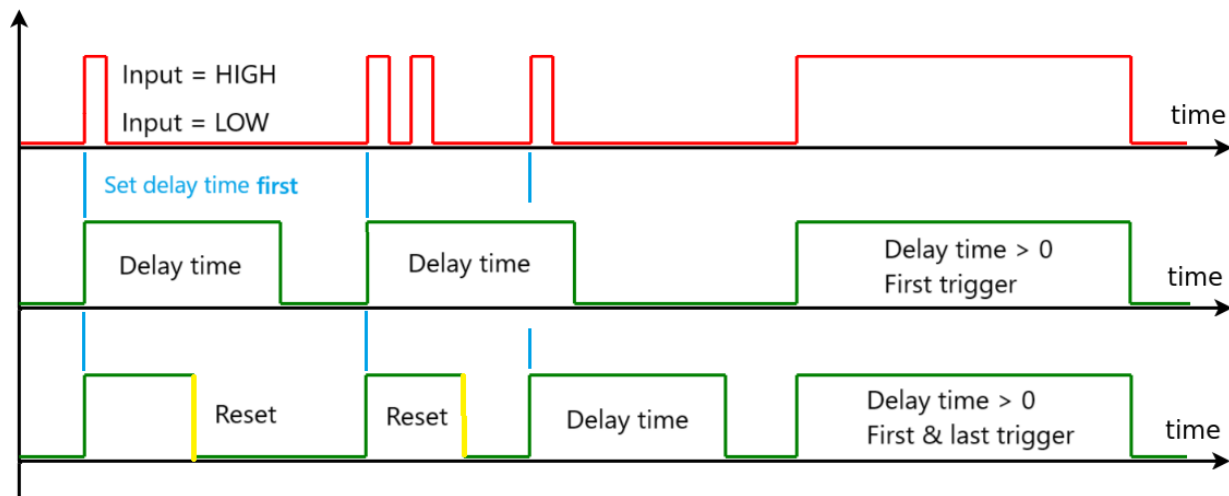 Input = HIGH
Input = LOW
time
Set delay time first
Delay time
Delay time
Delay time > 0
First trigger
time
Reset
Reset
Delay time
Delay time > 0
First & last trigger
time